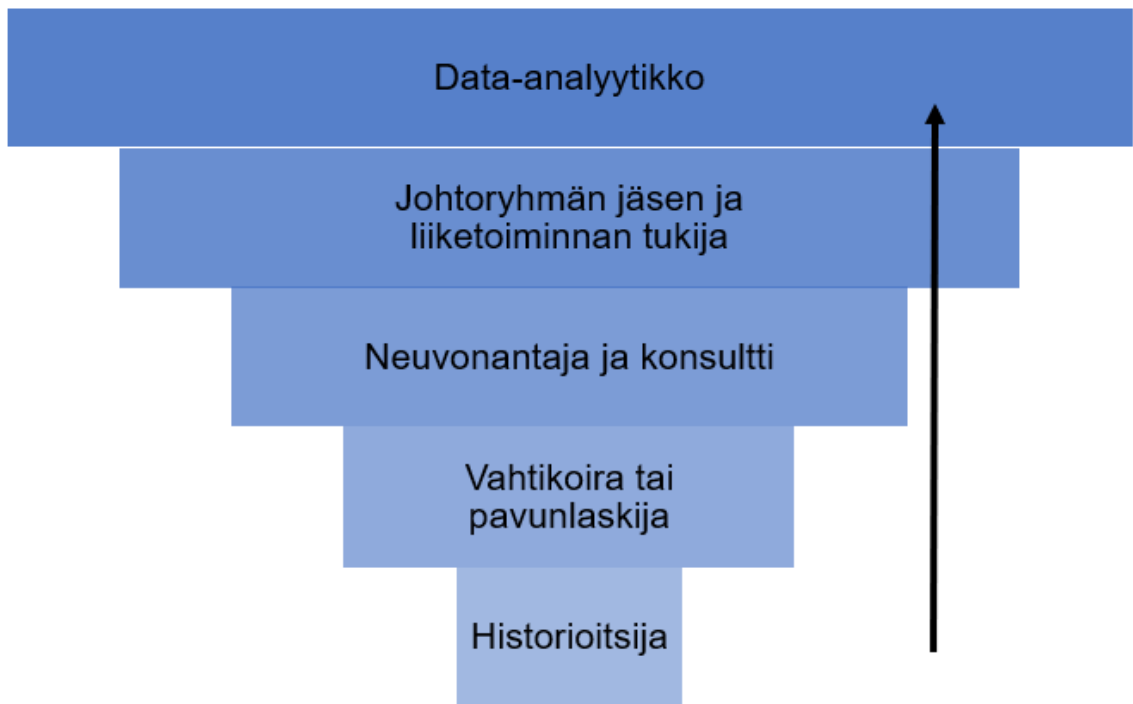 Data-analyytikko
Johtoryhmän jäsen ja
liiketoiminnan tukija
Neuvonantaja ja konsultti
Vahtikoira tai
pavunlaskija
Historioitsija